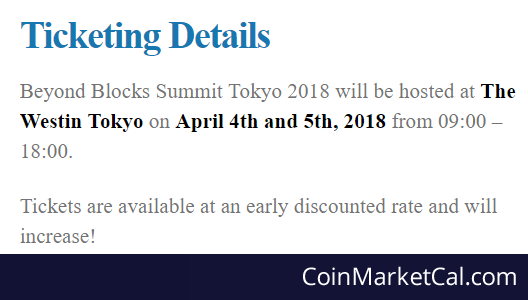 Ticketing Details
Beyond Blocks Summit Tokyo 2018 will be hosted at The
Westin Tokyo on April 4th and 5th, 2018 from 09:00 –
18:00.
Tickets are available at an early discounted rate and will
increase!
CoinMarketCal.com